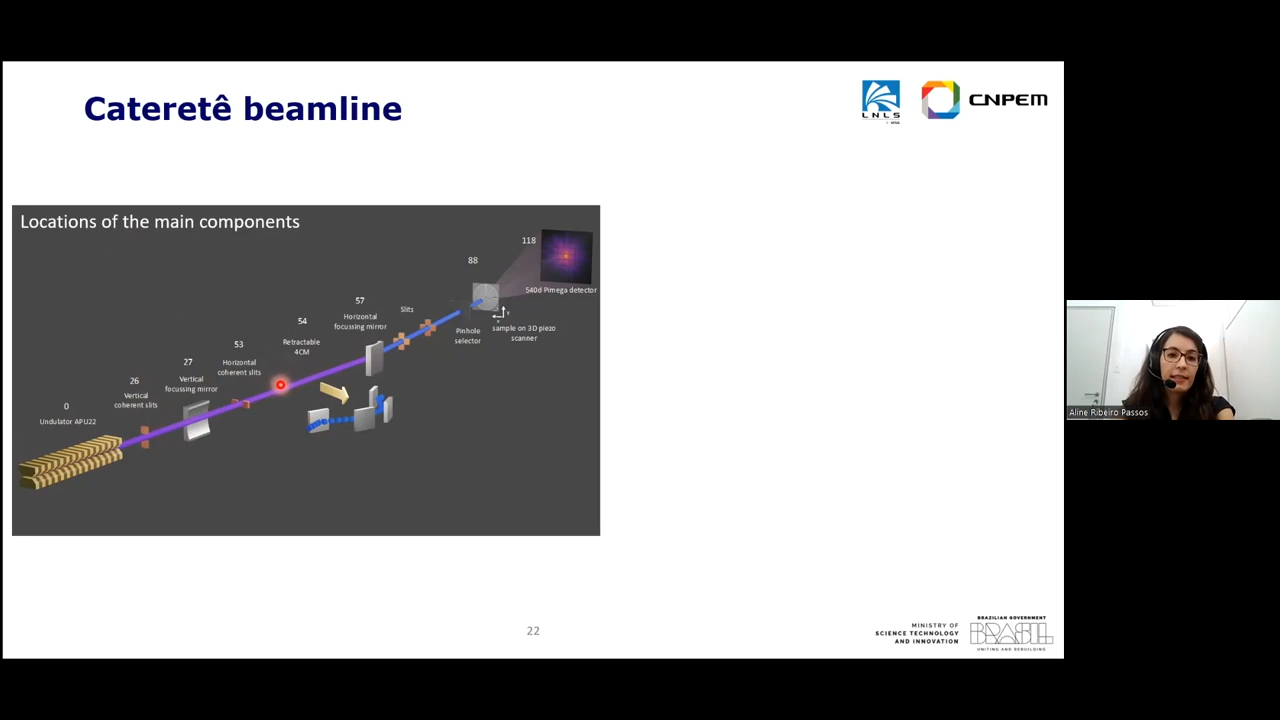 Cateretê beamline
LNLS
CNPEM
Locations of the main components
118
540d Pimega detector
88
Pinhole
selector
sample on 3D piezo
scanner
Slits
57
Horizontal
focussing mirror
54
Retractable
4CM
53
Horizontal
coherent slits
27
Vertical
focussing mirror
26
Vertical
coherent slits
0
Undulator APU22
Aline Ribeiro Passos
22
MINISTRY OF
SCIENCE TECHNOLOGY
AND INNOVATION
BRAZILIAN GOVERNMENT
BRASIL
UNITING AND REBUILDING